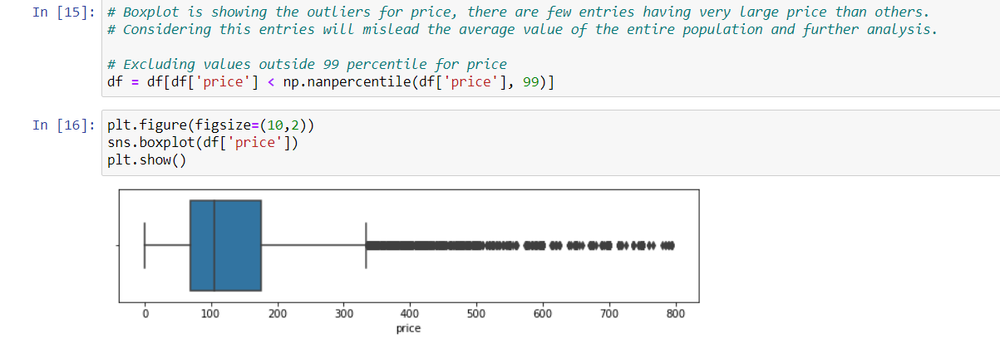 In [15]: # Boxplot is showing the outliers for price, there are few entries having very large price than others.
# Considering this entries will mislead the average value of the entire population and further analysis.
# Excluding values outside 99 percentile for price
df = df[df['price'] < np.nanpercentile(df['price'], 99)]
In [16]: plt.figure(figsize=(10,2))
sns.boxplot(df['price'])
plt.show()
0 100 200 300 400 500 600 700 800
price